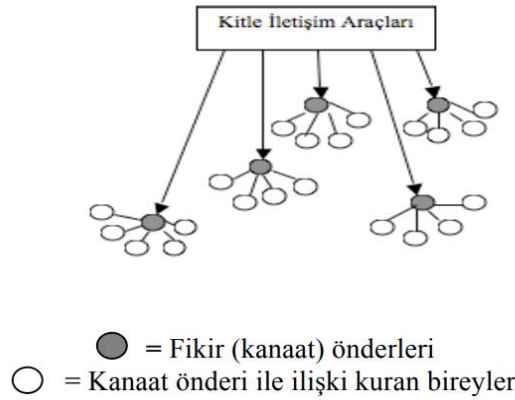 Kitle İletişim Araçları
= Fikir (kanaat) önderleri
= Kanaat önderi ile ilişki kuran bireyler